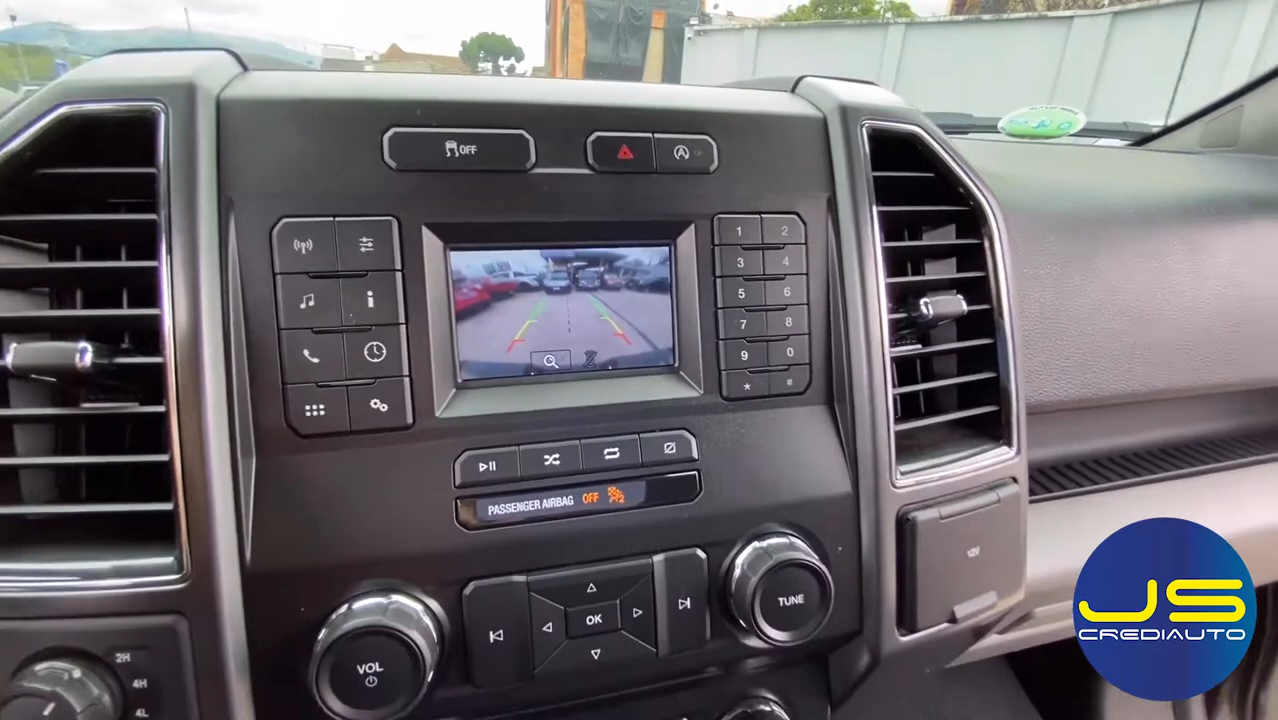 OFF
1 2
3 4
5 6
7 8
9 0
* #
PASSENGER AIRBAG OFF
2
12V
TUNE
OK
VOL
2H
4H
4L
JS
CREDIAUTO